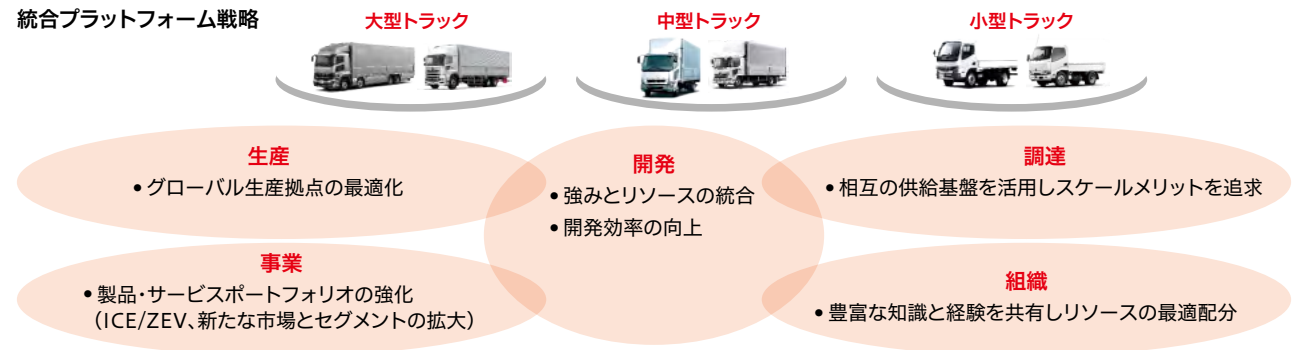 統合プラットフォーム戦略
大型トラック
中型トラック
小型トラック
生産
•グローバル生産拠点の最適化
開発
•強みとリソースの統合
•開発効率の向上
調達
•相互の供給基盤を活用しスケールメリットを追求
事業
•製品・サービスポートフォリオの強化
（ICE/ZEV、新たな市場とセグメントの拡大）
組織
•豊富な知識と経験を共有しリソースの最適配分